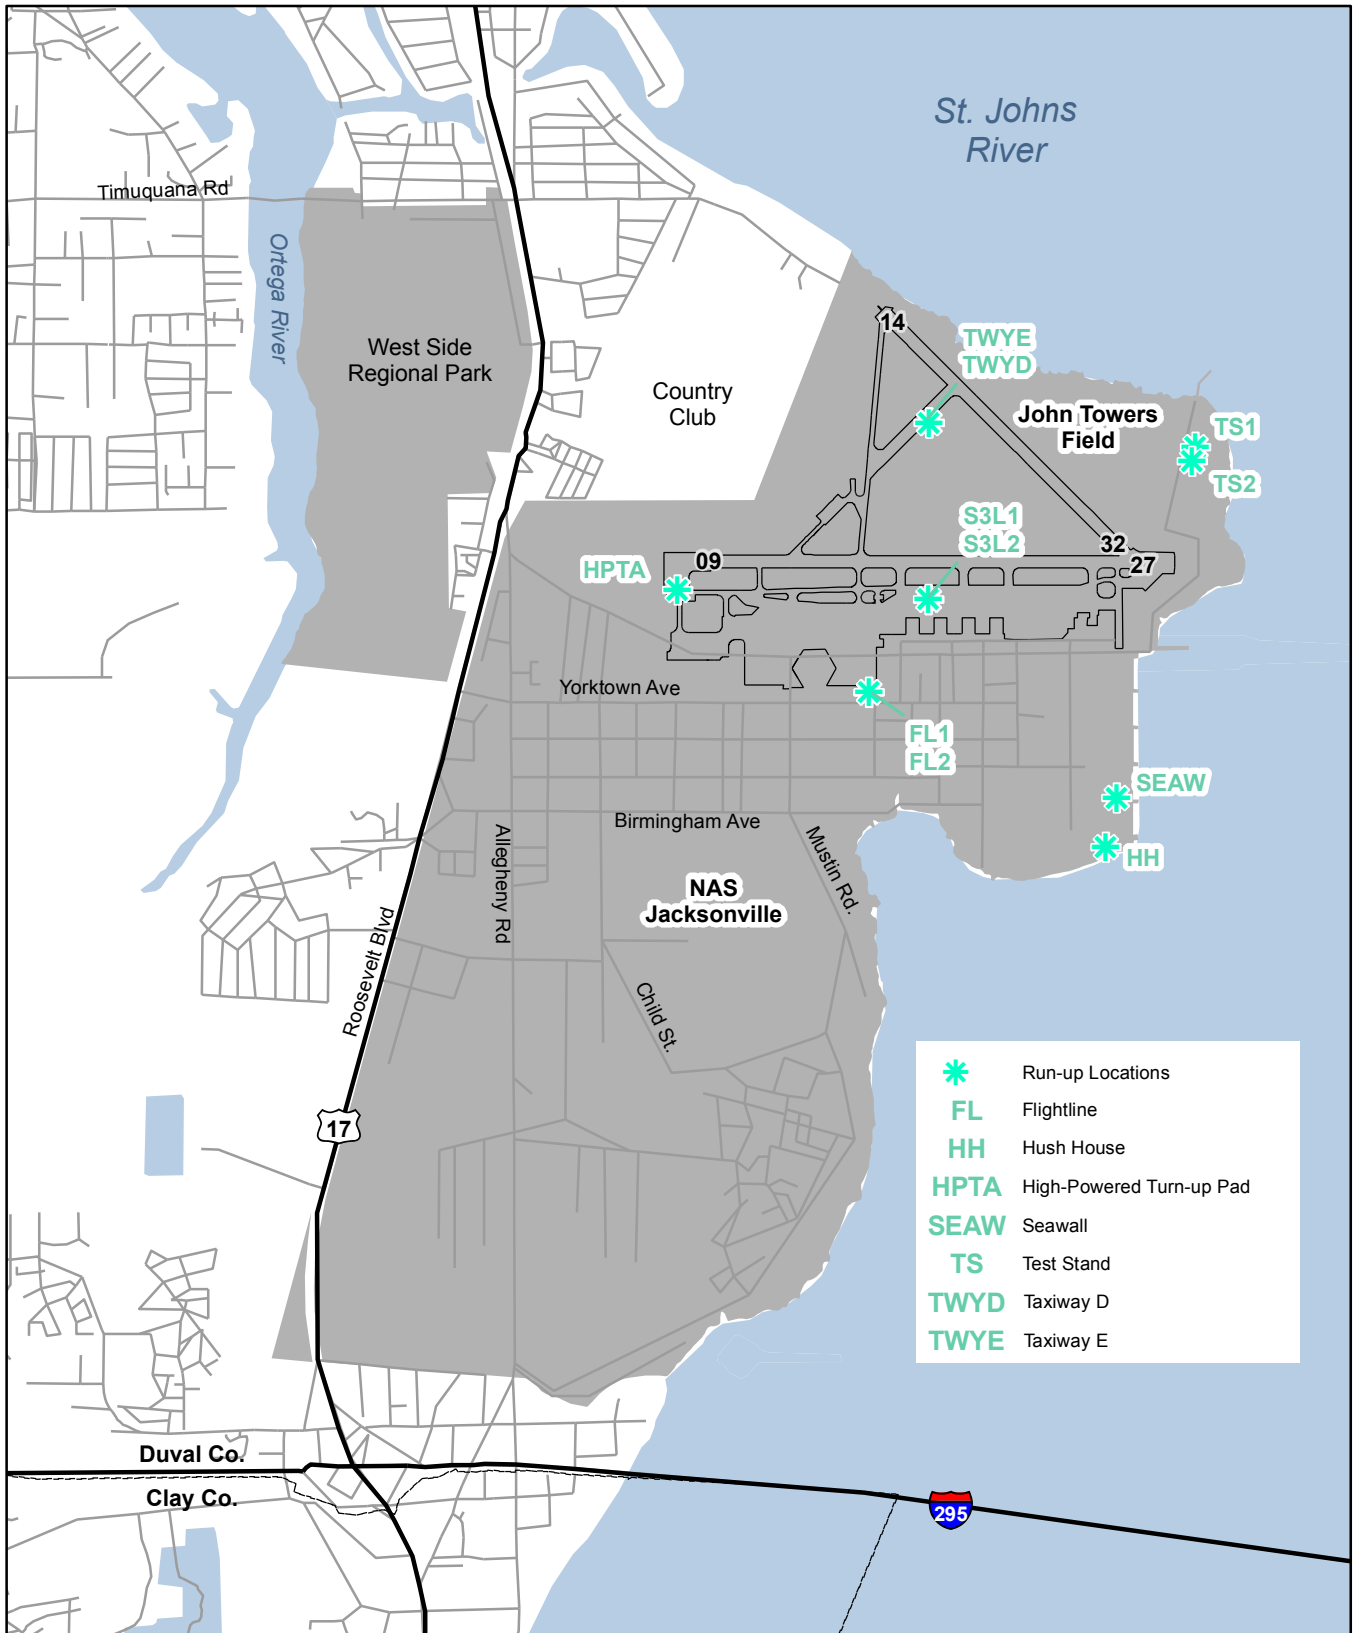 St. Johns
River
Timuquana Rd
Ortega River
West Side
Regional Park
Country
Club
14
TWYE
TWYD
John Towers
Field
TS1
TS2
S3L1
S3L2
32
27
09
HPTA
Yorktown Ave
FL1
FL2
SEAW
HH
Birmingham Ave
Allegheny Rd
Mustin Rd.
NAS
Jacksonville
Roosevelt Blvd
Child St.
17
Run-up Locations
FL Flightline
HH Hush House
HPTA High-Powered Turn-up Pad
SEAW Seawall
TS Test Stand
TWYD Taxiway D
TWYE Taxiway E
Duval Co.
Clay Co.
295